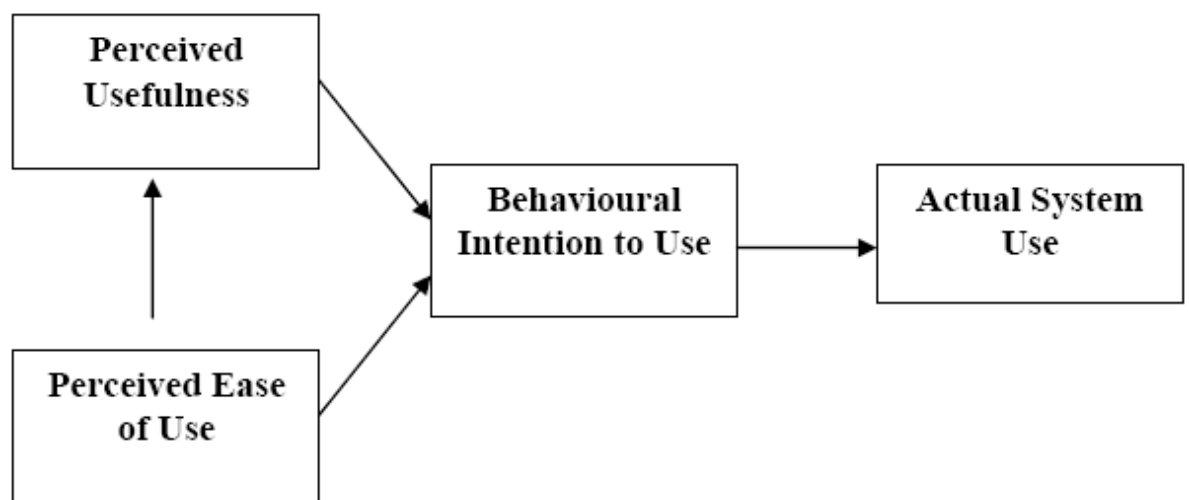 Perceived
Usefulness
Behavioural
Intention to Use
Actual System
Use
Perceived Ease
of Use